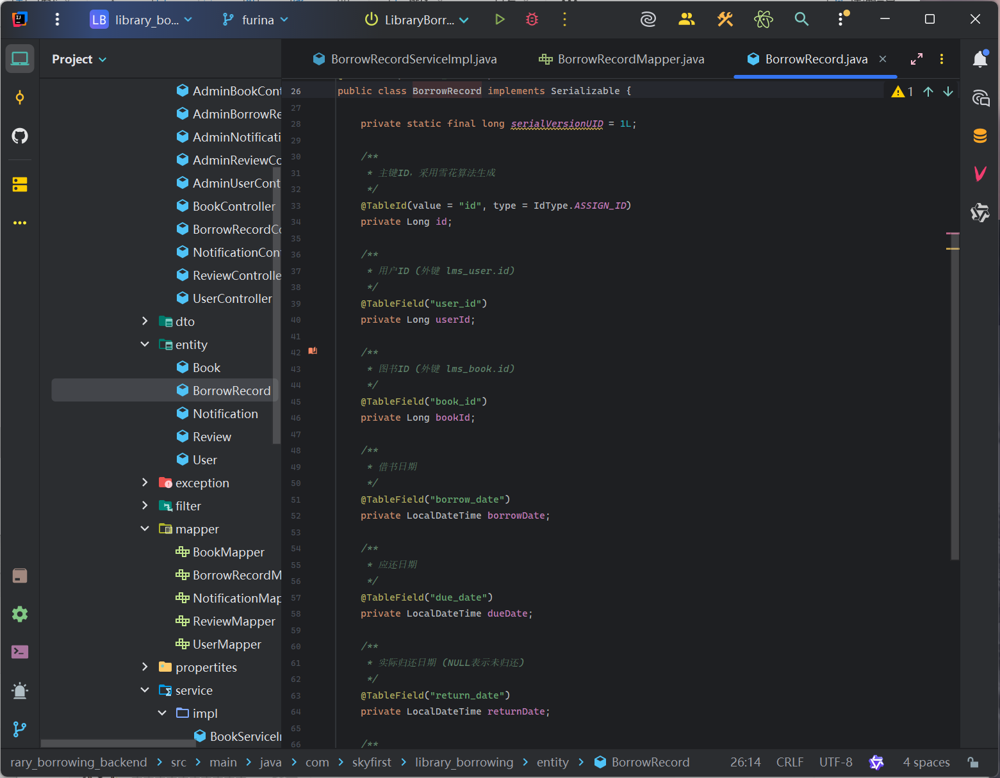 LB library_bo... furina LibraryBorr...
Project
BorrowRecordServiceImpl.java BorrowRecordMapper.java BorrowRecord.java
AdminBookCont
AdminBorrowRe
AdminNotificati
AdminReviewCo
AdminUserCont
BookController
BorrowRecordCo
NotificationCon
ReviewControlle
UserController
dto
entity
Book
BorrowRecord
Notification
Review
User
exception
filter
mapper
BookMapper
BorrowRecordM
NotificationMap
ReviewMapper
UserMapper
propertites
service
impl
BookServiceIn
26 public class BorrowRecord implements Serializable { 1
27
28 private static final long serialVersionUID = 1L;
29
30 /**
31 * 主键ID，采用雪花算法生成
32 */
33 @TableId(value = "id", type = IdType.ASSIGN_ID)
34 private Long id;
35
36 /**
37 * 用户ID (外键 lms_user.id)
38 */
39 @TableField("user_id")
40 private Long userId;
41
42 /**
43 * 图书ID (外键 lms_book.id)
44 */
45 @TableField("book_id")
46 private Long bookId;
47
48 /**
49 * 借书日期
50 */
51 @TableField("borrow_date")
52 private LocalDateTime borrowDate;
53
54 /**
55 * 应还日期
56 */
57 @TableField("due_date")
58 private LocalDateTime dueDate;
59
60 /**
61 * 实际归还日期 (NULL表示未归还)
62 */
63 @TableField("return_date")
64 private LocalDateTime returnDate;
65
66 /**
rary_borrowing_backend > src > main > java > com > skyfirst > library_borrowing > entity > BorrowRecord 26:14 CRLF UTF-8 4 spaces